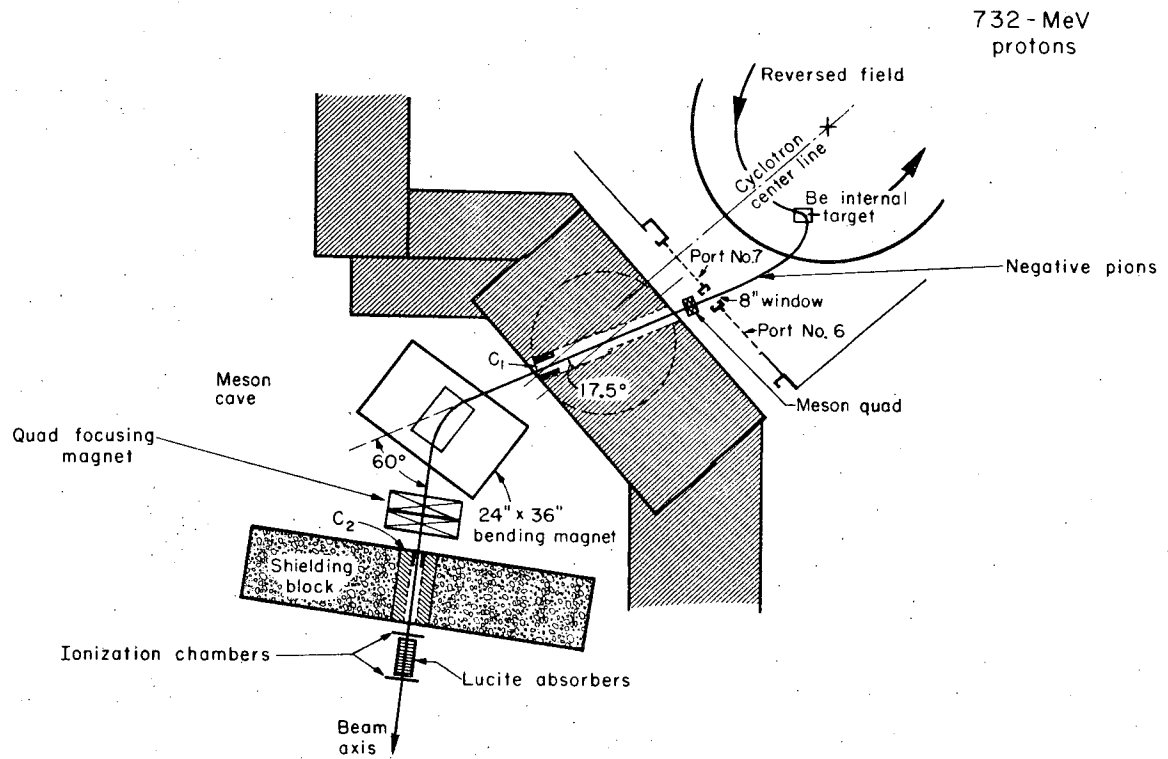 732-MeV
protons
Reversed field
Cyclotron
center line
Be internal
target
Port No.7
Negative pions
8" window
Port No. 6
C1
17.5°
Meson
cave
Meson quad
Quad focusing
magnet
60°
24" x 36"
bending magnet
C2
Shielding
block
Ionization chambers
Lucite absorbers
Beam
axis